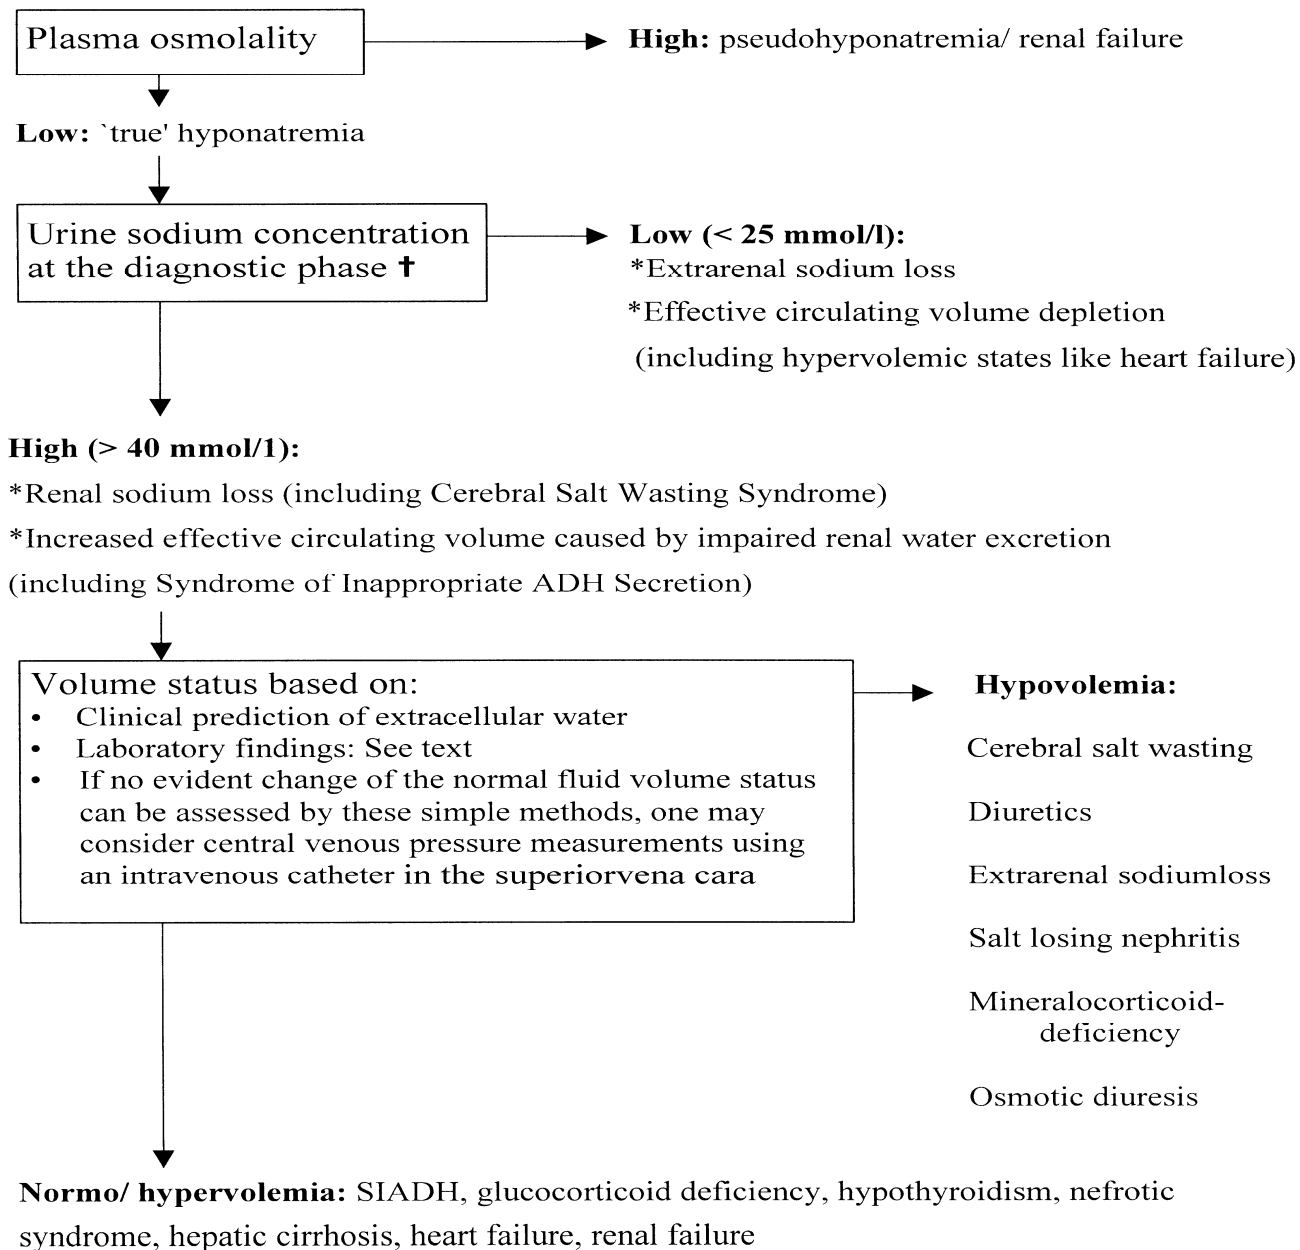 Plasma osmolality
High: pseudohyponatremia/ renal failure
Low: `true' hyponatremia
Urine sodium concentration
at the diagnostic phase ✝
Low (< 25 mmol/l):
*Extrarenal sodium loss
*Effective circulating volume depletion
(including hypervolemic states like heart failure)
High (> 40 mmol/1):
*Renal sodium loss (including Cerebral Salt Wasting Syndrome)
*Increased effective circulating volume caused by impaired renal water excretion
(including Syndrome of Inappropriate ADH Secretion)
Volume status based on:
• Clinical prediction of extracellular water
• Laboratory findings: See text
• If no evident change of the normal fluid volume status
can be assessed by these simple methods, one may
consider central venous pressure measurements using
an intravenous catheter in the superiorvena cara
Hypovolemia:
Cerebral salt wasting
Diuretics
Extrarenal sodiumloss
Salt losing nephritis
Mineralocorticoid-
deficiency
Osmotic diuresis
Normo/ hypervolemia: SIADH, glucocorticoid deficiency, hypothyroidism, nefrotic
syndrome, hepatic cirrhosis, heart failure, renal failure